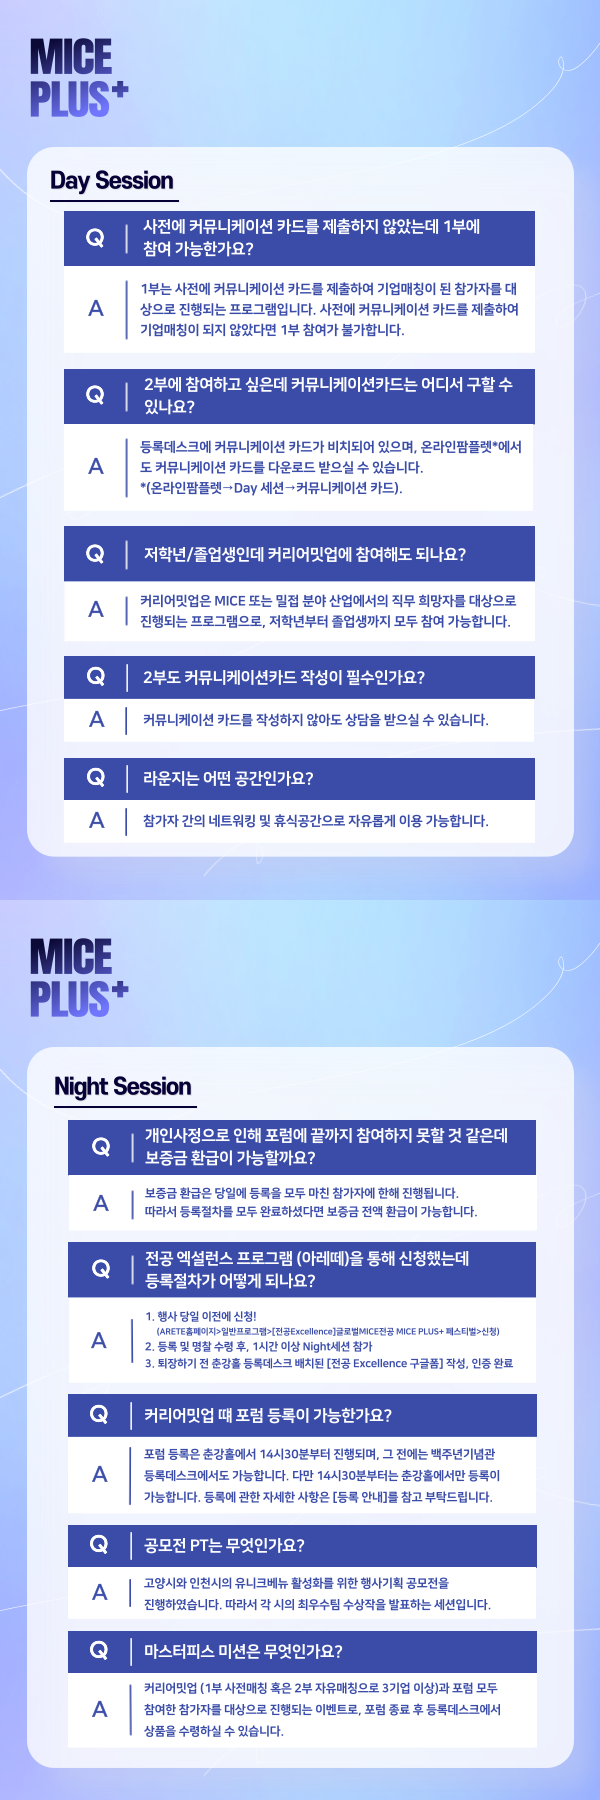 MICE
PLUS+
Day Session
Q
사전에 커뮤니케이션 카드를 제출하지 않았는데 1부에
참여 가능한가요?
A
1부는 사전에 커뮤니케이션 카드를 제출하여 기업매칭이 된 참가자를 대
상으로 진행되는 프로그램입니다. 사전에 커뮤니케이션 카드를 제출하여
기업매칭이 되지 않았다면 1부 참여가 불가합니다.
Q
2부에 참여하고 싶은데 커뮤니케이션카드는 어디서 구할 수
있나요?
A
등록데스크에 커뮤니케이션 카드가 비치되어 있으며, 온라인팜플렛*에서
도 커뮤니케이션 카드를 다운로드 받으실 수 있습니다.
*(온라인팜플렛→Day 세션→커뮤니케이션 카드).
Q
저학년/졸업생인데 커리어밋업에 참여해도 되나요?
A
커리어밋업은 MICE 또는 밀접 분야 산업에서의 직무 희망자를 대상으로
진행되는 프로그램으로, 저학년부터 졸업생까지 모두 참여 가능합니다.
Q
2부도 커뮤니케이션카드 작성이 필수인가요?
A
커뮤니케이션 카드를 작성하지 않아도 상담을 받으실 수 있습니다.
Q
라운지는 어떤 공간인가요?
A
참가자 간의 네트워킹 및 휴식공간으로 자유롭게 이용 가능합니다.
MICE
PLUS+
Night Session
Q
개인사정으로 인해 포럼에 끝까지 참여하지 못할 것 같은데
보증금 환급이 가능할까요?
A
보증금 환급은 당일에 등록을 모두 마친 참가자에 한해 진행됩니다.
따라서 등록절차를 모두 완료하셨다면 보증금 전액 환급이 가능합니다.
Q
전공 엑설런스 프로그램 (아레떼)을 통해 신청했는데
등록절차가 어떻게 되나요?
A
1. 행사 당일 이전에 신청!
(ARETE홈페이지>일반프로그램>[전공Excellence]글로벌MICE전공 MICE PLUS+ 페스티벌>신청)
2. 등록 및 명찰 수령 후, 1시간 이상 Night세션 참가
3. 퇴장하기 전 춘강홀 등록데스크 배치된 [전공 Excellence 구글폼] 작성, 인증 완료
Q
커리어밋업 떄 포럼 등록이 가능한가요?
A
포럼 등록은 춘강홀에서 14시30분부터 진행되며, 그 전에는 백주년기념관
등록데스크에서도 가능합니다. 다만 14시30분부터는 춘강홀에서만 등록이
가능합니다. 등록에 관한 자세한 사항은 [등록 안내]를 참고 부탁드립니다.
Q
공모전 PT는 무엇인가요?
A
고양시와 인천시의 유니크베뉴 활성화를 위한 행사기획 공모전을
진행하였습니다. 따라서 각 시의 최우수팀 수상작을 발표하는 세션입니다.
Q
마스터피스 미션은 무엇인가요?
A
커리어밋업 (1부 사전매칭 혹은 2부 자유매칭으로 3기업 이상)과 포럼 모두
참여한 참가자를 대상으로 진행되는 이벤트로, 포럼 종료 후 등록데스크에서
상품을 수령하실 수 있습니다.